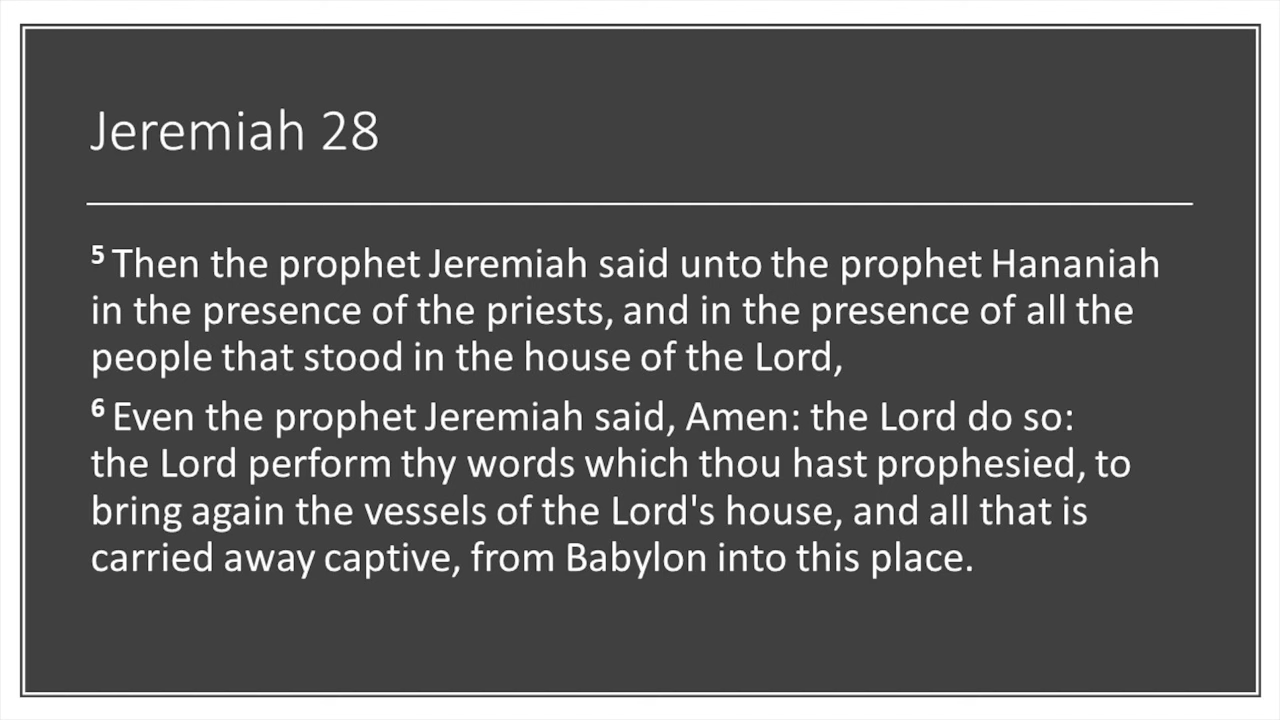 Jeremiah 28
5 Then the prophet Jeremiah said unto the prophet Hananiah
in the presence of the priests, and in the presence of all the
people that stood in the house of the Lord,
6 Even the prophet Jeremiah said, Amen: the Lord do so:
the Lord perform thy words which thou hast prophesied, to
bring again the vessels of the Lord's house, and all that is
carried away captive, from Babylon into this place.